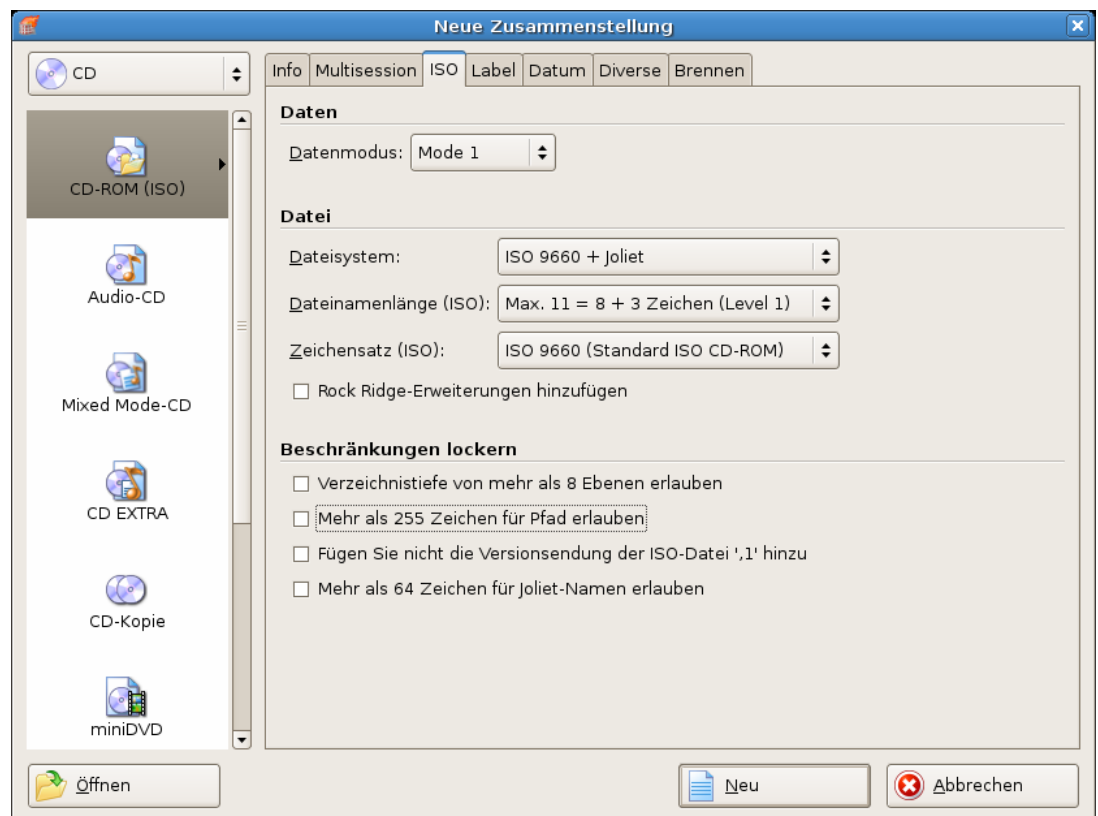 Neue Zusammenstellung
CD
CD-ROM (ISO)
Audio-CD
Mixed Mode-CD
CD EXTRA
CD-Kopie
miniDVD
Info Multisession ISO Label Datum Diverse Brennen
Daten
Datenmodus: Mode 1
Datei
Dateisystem: ISO 9660 + Joliet
Dateinamenlänge (ISO): Max. 11 = 8 + 3 Zeichen (Level 1)
Zeichensatz (ISO): ISO 9660 (Standard ISO CD-ROM)
Rock Ridge-Erweiterungen hinzufügen
Beschränkungen lockern
Verzeichnistiefe von mehr als 8 Ebenen erlauben
Mehr als 255 Zeichen für Pfad erlauben
Fügen Sie nicht die Versionsendung der ISO-Datei ',1' hinzu
Mehr als 64 Zeichen für Joliet-Namen erlauben
Öffnen Neu Abbrechen